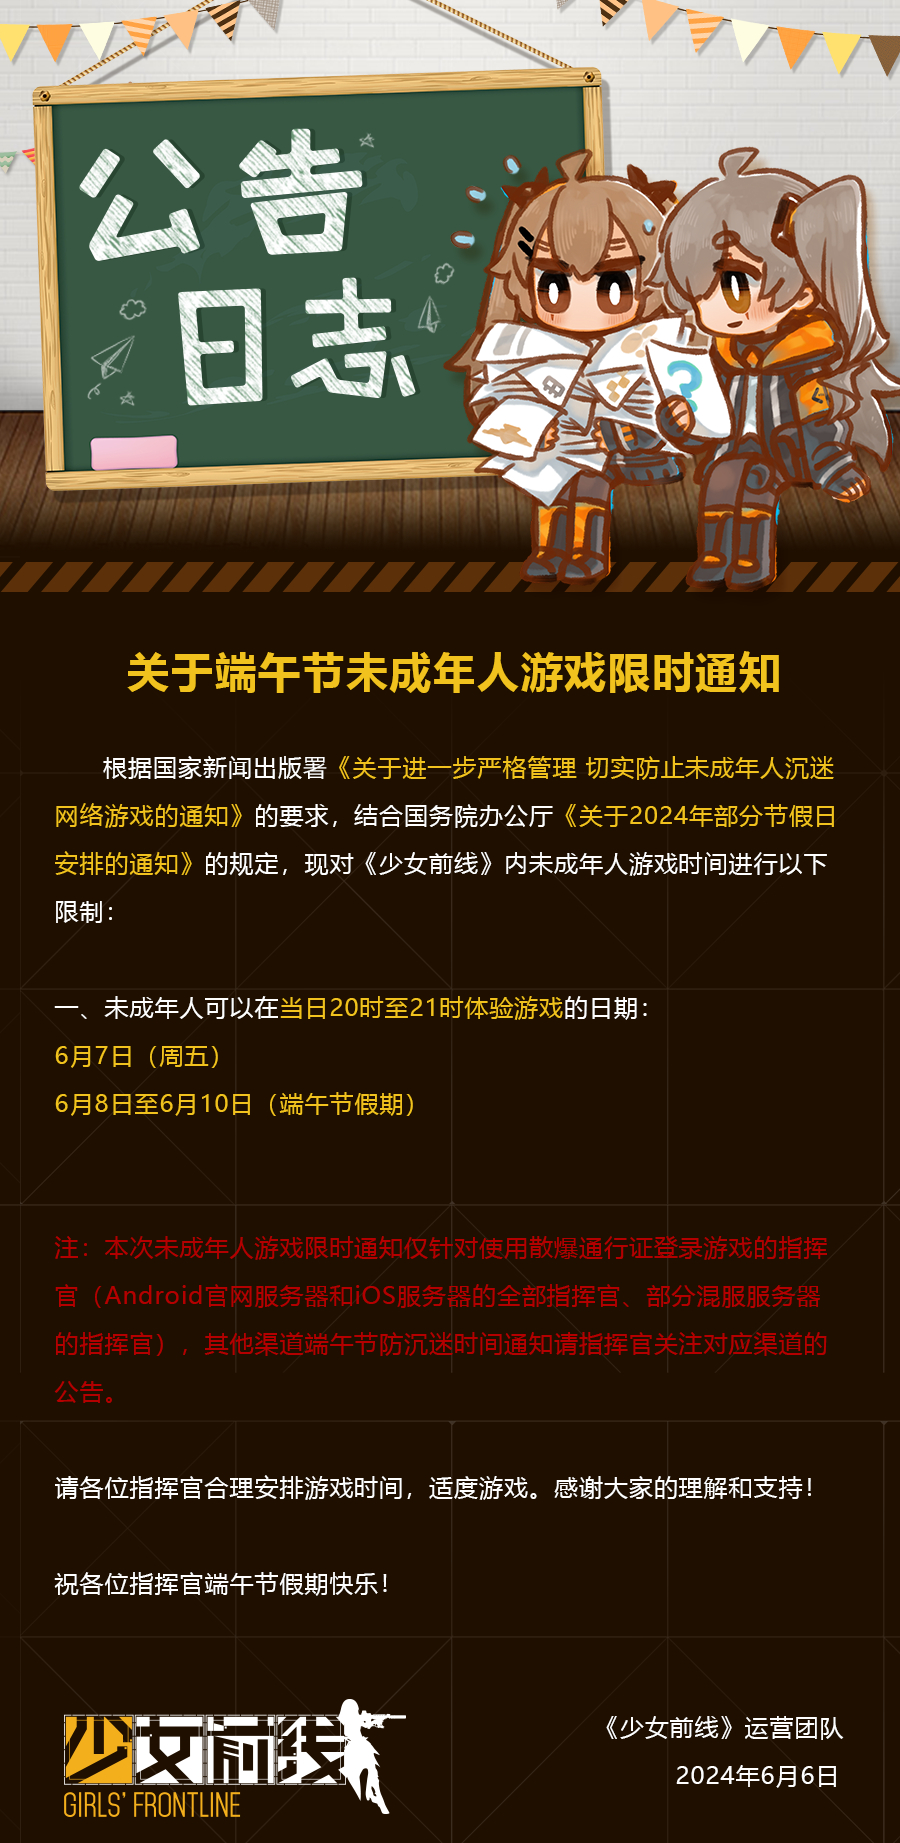 公告
日志
关于端午节未成年人游戏限时通知
根据国家新闻出版署《关于进一步严格管理 切实防止未成年人沉迷
网络游戏的通知》的要求，结合国务院办公厅《关于2024年部分节假日
安排的通知》的规定，现对《少女前线》内未成年人游戏时间进行以下
限制：
一、未成年人可以在当日20时至21时体验游戏的日期：
6月7日（周五）
6月8日至6月10日（端午节假期）
注：本次未成年人游戏限时通知仅针对使用散爆通行证登录游戏的指挥
官（Android官网服务器和iOS服务器的全部指挥官、部分混服服务器
的指挥官），其他渠道端午节防沉迷时间通知请指挥官关注对应渠道的
公告。
请各位指挥官合理安排游戏时间，适度游戏。感谢大家的理解和支持！
祝各位指挥官端午节假期快乐！
少女前线
GIRLS' FRONTLINE
《少女前线》运营团队
2024年6月6日